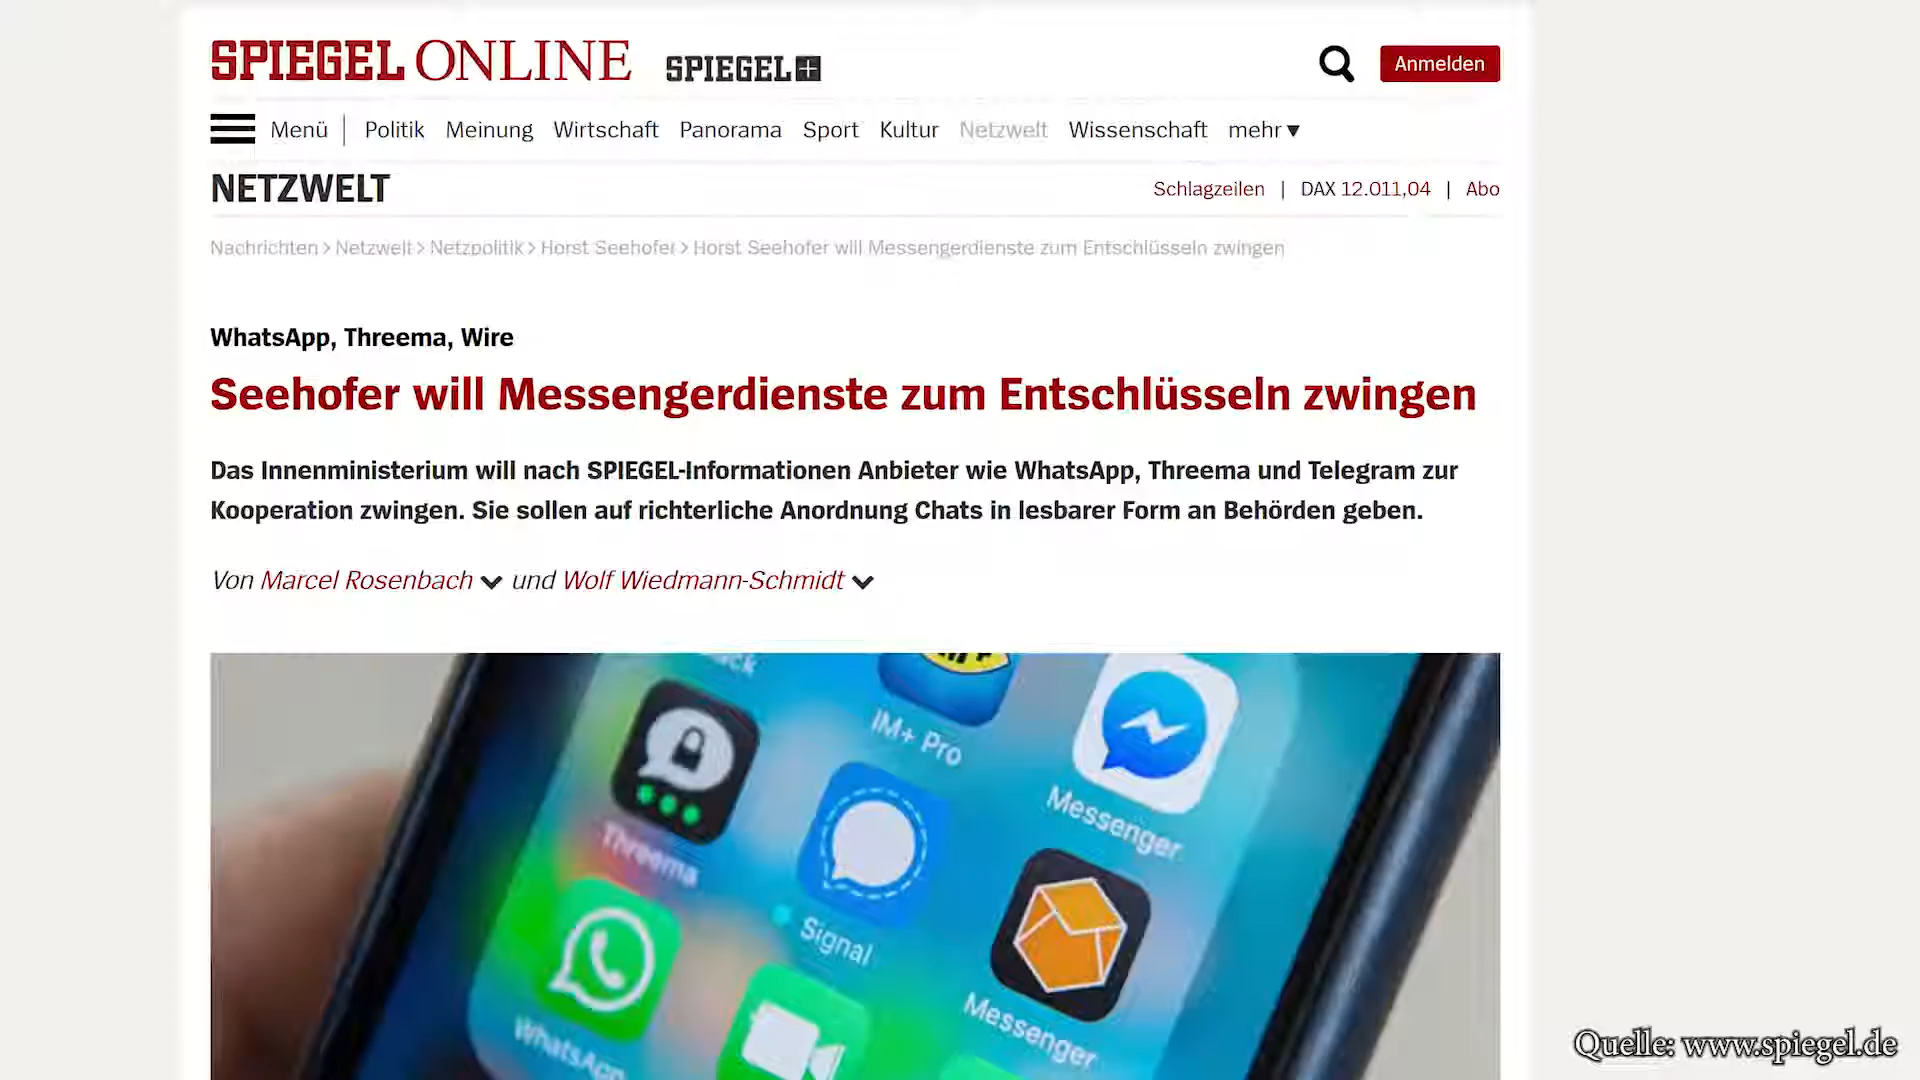 SPIEGEL ONLINE SPIEGEL+ Anmelden
Menü | Politik Meinung Wirtschaft Panorama Sport Kultur Netzwelt Wissenschaft mehr ▼
NETZWELT Schlagzeilen | DAX 12.011,04 | Abo
Nachrichten > Netzwelt > Netzpolitik > Horst Seehofer > Horst Seehofer will Messengerdienste zum Entschlüsseln zwingen
WhatsApp, Threema, Wire
Seehofer will Messengerdienste zum Entschlüsseln zwingen
Das Innenministerium will nach SPIEGEL-Informationen Anbieter wie WhatsApp, Threema und Telegram zur
Kooperation zwingen. Sie sollen auf richterliche Anordnung Chats in lesbarer Form an Behörden geben.
Von Marcel Rosenbach und Wolf Wiedmann-Schmidt
IM+ Pro
Messenger
Threema
Signal
Messenger
WhatsApp
Quelle: www.spiegel.de